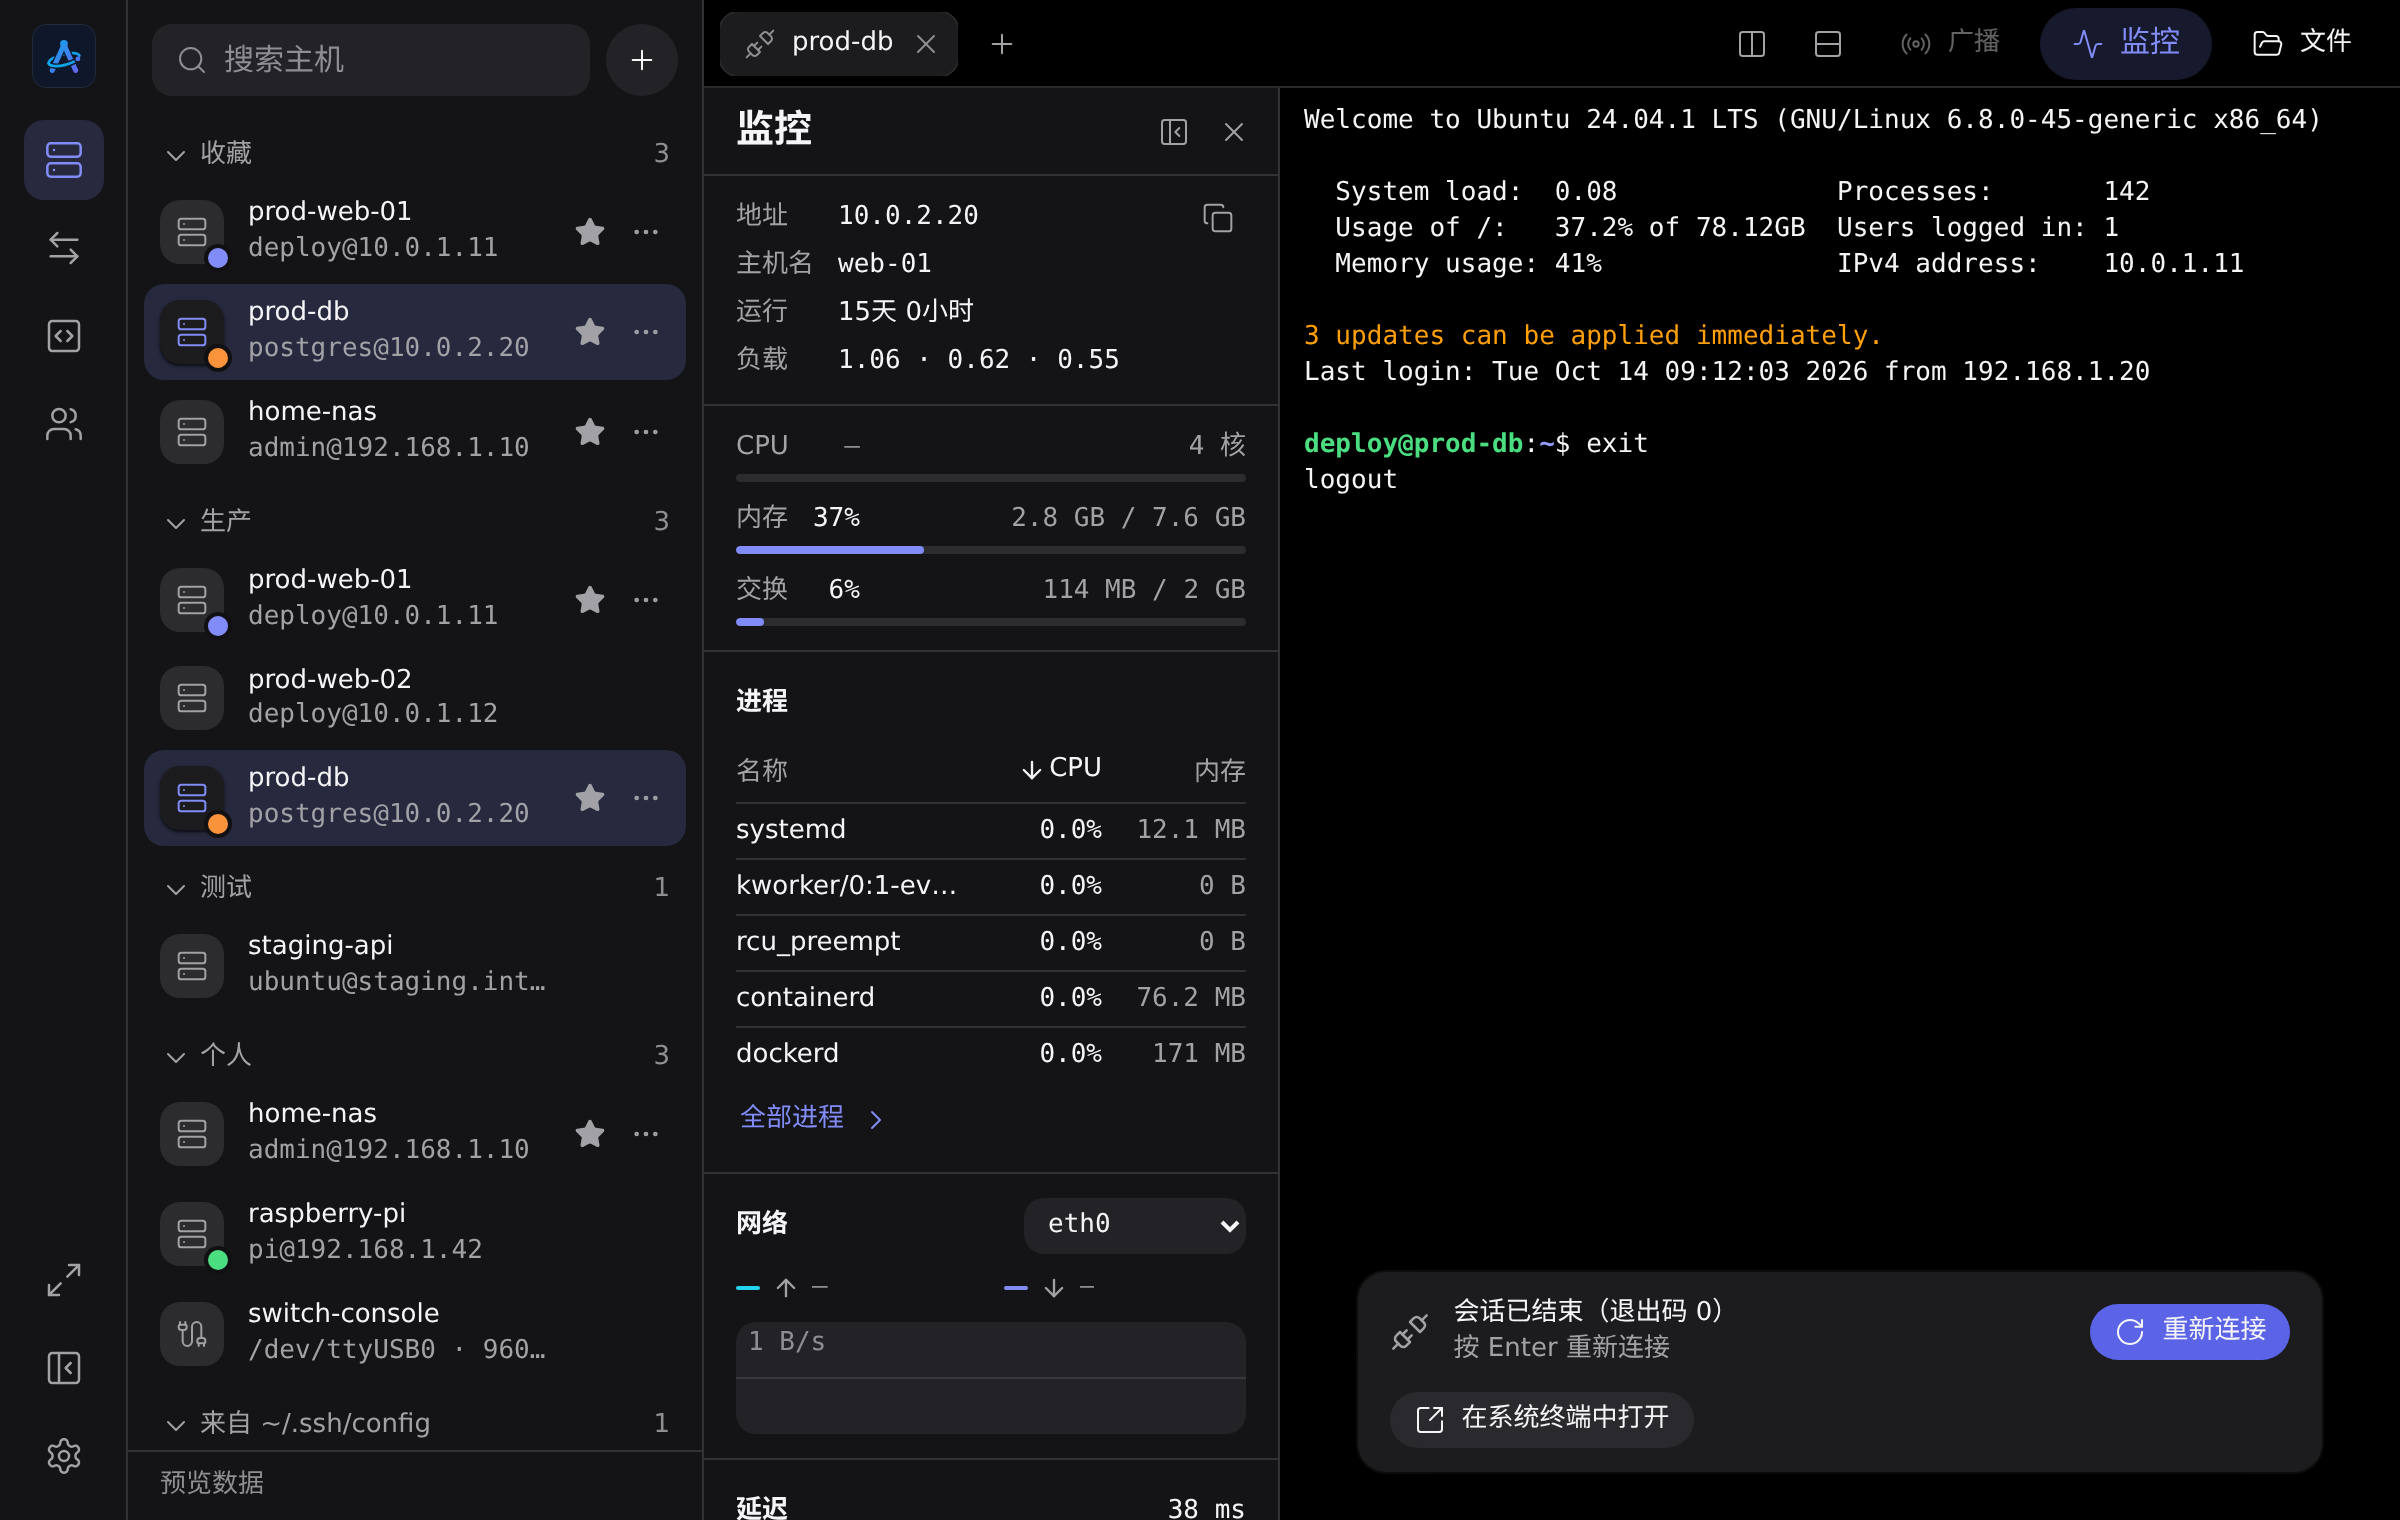 搜索主机
收藏 3
prod-web-01
deploy@10.0.1.11
prod-db
postgres@10.0.2.20
home-nas
admin@192.168.1.10
生产 3
prod-web-01
deploy@10.0.1.11
prod-web-02
deploy@10.0.1.12
prod-db
postgres@10.0.2.20
测试 1
staging-api
ubuntu@staging.int…
个人 3
home-nas
admin@192.168.1.10
raspberry-pi
pi@192.168.1.42
switch-console
/dev/ttyUSB0 · 960…
来自 ~/.ssh/config 1
预览数据
prod-db
广播
监控
文件
监控
地址 10.0.2.20
主机名 web-01
运行 15天 0小时
负载 1.06 · 0.62 · 0.55
CPU — 4 核
内存 37% 2.8 GB / 7.6 GB
交换 6% 114 MB / 2 GB
进程
名称 CPU 内存
systemd 0.0% 12.1 MB
kworker/0:1-ev… 0.0% 0 B
rcu_preempt 0.0% 0 B
containerd 0.0% 76.2 MB
dockerd 0.0% 171 MB
全部进程
网络 eth0
— —
1 B/s
延迟 38 ms
Welcome to Ubuntu 24.04.1 LTS (GNU/Linux 6.8.0-45-generic x86_64)
System load: 0.08 Processes: 142
Usage of /: 37.2% of 78.12GB Users logged in: 1
Memory usage: 41% IPv4 address: 10.0.1.11
3 updates can be applied immediately.
Last login: Tue Oct 14 09:12:03 2026 from 192.168.1.20
deploy@prod-db:~$ exit
logout
会话已结束（退出码 0）
按 Enter 重新连接
重新连接
在系统终端中打开